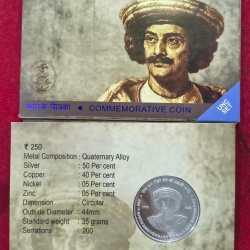 COMMEMORATIVE COIN
UNC
SET
₹ 250
Metal Composition : Quaternary Alloy
Silver : 50 Per cent
Copper : 40 Per cent
Nickel : 05 Per cent
Zinc : 05 Per cent
Dimension : Circular
Outside Diameter : 44mm
Standard weight : 35 grams
Serrations : 200